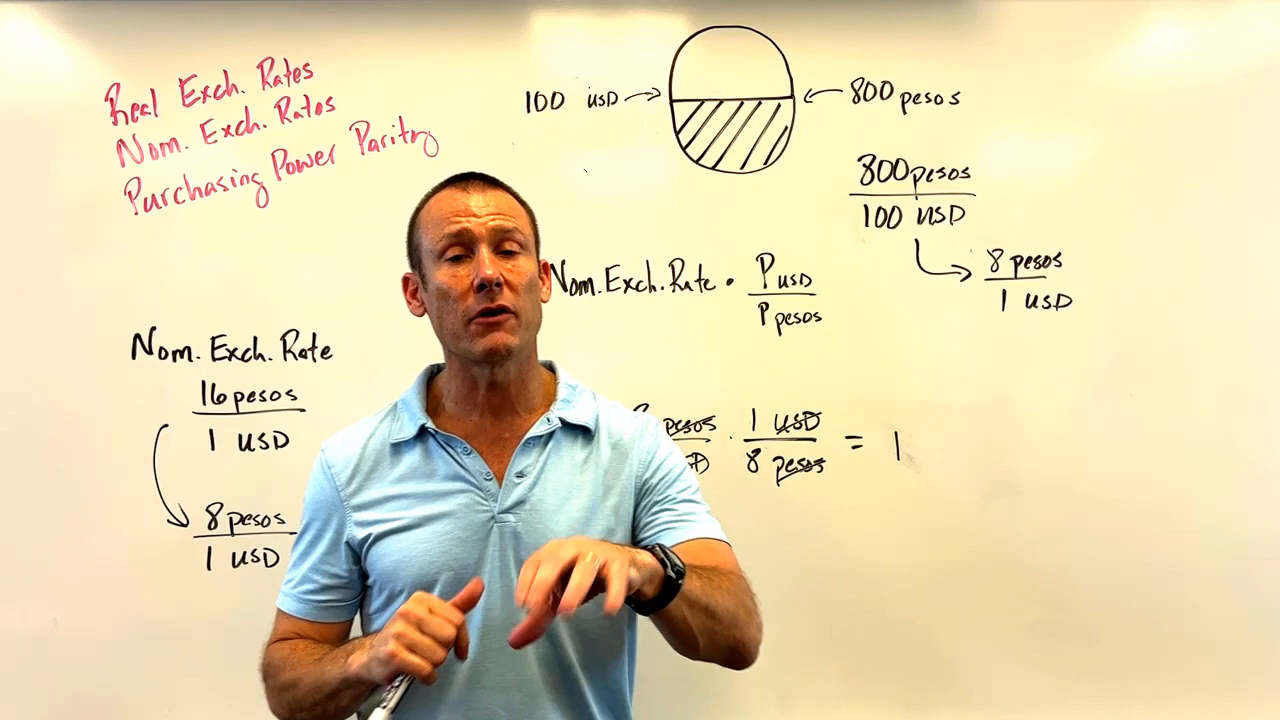 Real Exch. Rates
Nom. Exch. Rates
Purchasing Power Parity
100 USD
800 pesos
800 pesos
100 USD
8 pesos
1 USD
Nom. Exch. Rate • P USD
P pesos
Nom. Exch. Rate
16 pesos
1 USD
8 pesos
1 USD
pesos · 1 USD = 1
8 pesos